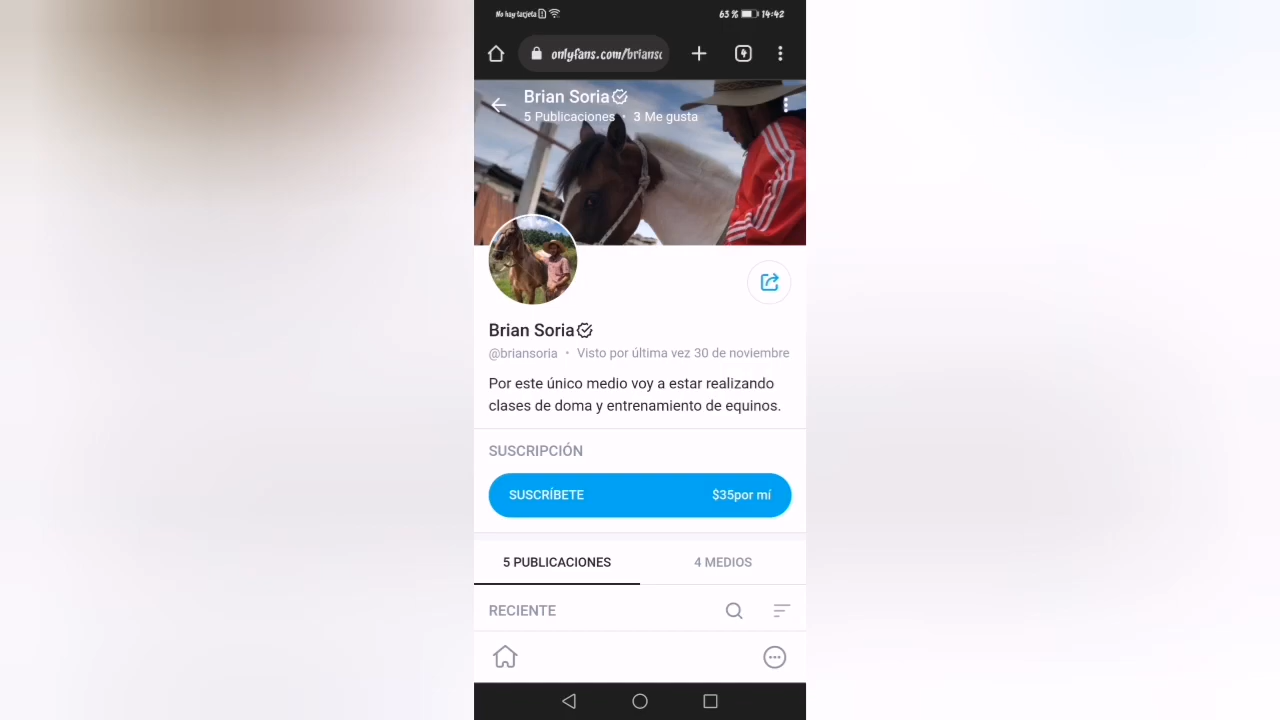 No hay tarjeta
63 % 14:42
onlyfans.com/brians
Brian Soria
5 Publicaciones • 3 Me gusta
Brian Soria
@briansoria • Visto por última vez 30 de noviembre
Por este único medio voy a estar realizando
clases de doma y entrenamiento de equinos.
SUSCRIPCIÓN
SUSCRÍBETE $35por mí
5 PUBLICACIONES 4 MEDIOS
RECIENTE